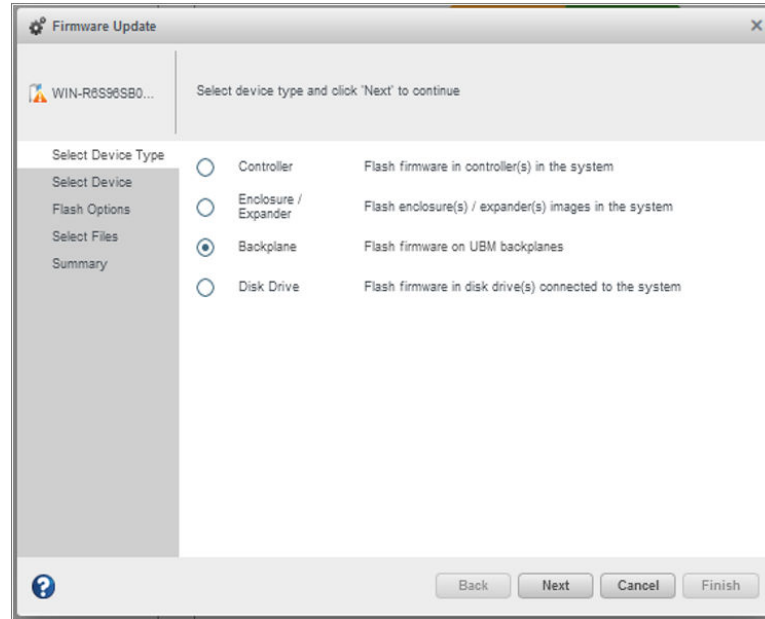 Firmware Update
WIN-R6S96SB0...
Select device type and click 'Next' to continue
Select Device Type
Select Device
Flash Options
Select Files
Summary
Controller Flash firmware in controller(s) in the system
Enclosure /
Expander Flash enclosure(s) / expander(s) images in the system
Backplane Flash firmware on UBM backplanes
Disk Drive Flash firmware in disk drive(s) connected to the system
Back Next Cancel Finish